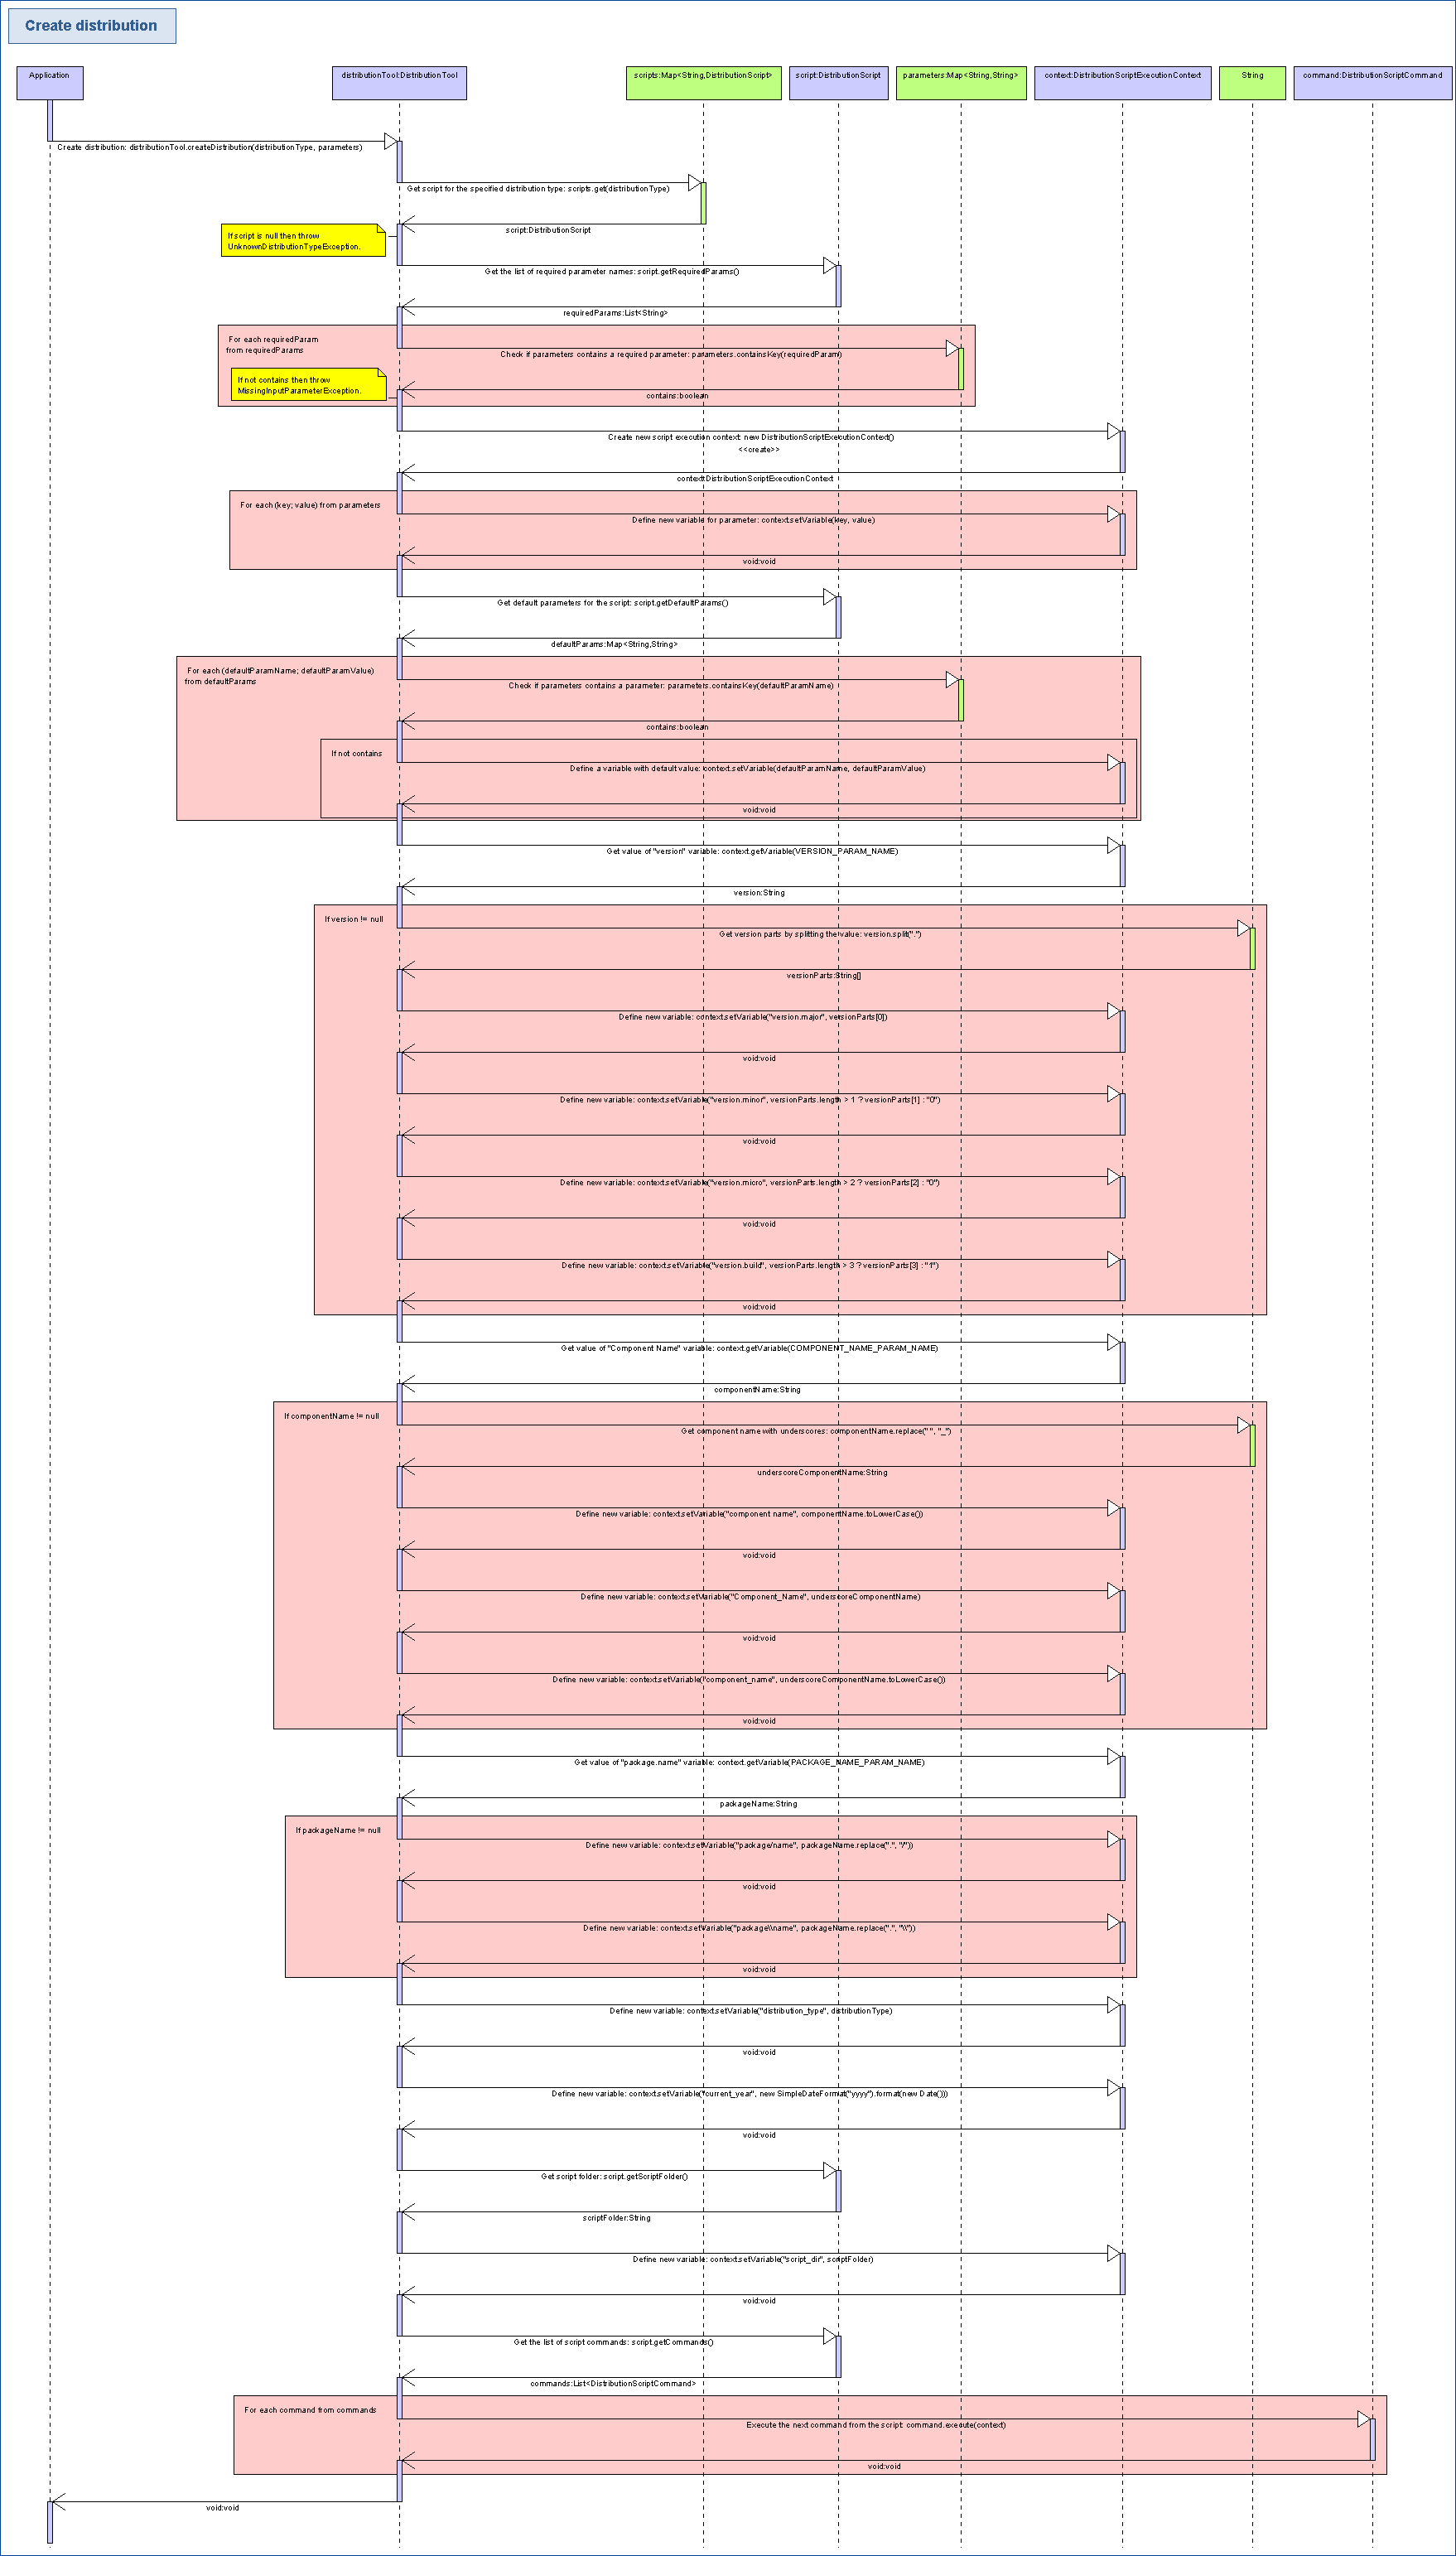 Create distribution
Application
distributionTool:DistributionTool
scripts:Map<String,DistributionScript>
script:DistributionScript
parameters:Map<String,String>
context:DistributionScriptExecutionContext
String
command:DistributionScriptCommand
Create distribution: distributionTool.createDistribution(distributionType, parameters)
Get script for the specified distribution type: scripts.get(distributionType)
script:DistributionScript
If script is null then throw
UnknownDistributionTypeException.
Get the list of required parameter names: script.getRequiredParams()
requiredParams:List<String>
For each requiredParam
from requiredParams
Check if parameters contains a required parameter: parameters.containsKey(requiredParam)
If not contains then throw
MissingInputParameterException.
contains:boolean
Create new script execution context: new DistributionScriptExecutionContext()
<<create>>
context:DistributionScriptExecutionContext
For each (key; value) from parameters
Define new variable for parameter: context.setVariable(key, value)
void:void
Get default parameters for the script: script.getDefaultParams()
defaultParams:Map<String,String>
For each (defaultParamName; defaultParamValue)
from defaultParams
Check if parameters contains a parameter: parameters.containsKey(defaultParamName)
contains:boolean
If not contains
Define a variable with default value: context.setVariable(defaultParamName, defaultParamValue)
void:void
Get value of "version" variable: context.getVariable(VERSION_PARAM_NAME)
version:String
If version != null
Get version parts by splitting the value: version.split(".")
versionParts:String[]
Define new variable: context.setVariable("version.major", versionParts[0])
void:void
Define new variable: context.setVariable("version.minor", versionParts.length > 1 ? versionParts[1] : "0")
void:void
Define new variable: context.setVariable("version.micro", versionParts.length > 2 ? versionParts[2] : "0")
void:void
Define new variable: context.setVariable("version.build", versionParts.length > 3 ? versionParts[3] : "1")
void:void
Get value of "Component Name" variable: context.getVariable(COMPONENT_NAME_PARAM_NAME)
componentName:String
If componentName != null
Get component name with underscores: componentName.replace(" ", "_")
underscoreComponentName:String
Define new variable: context.setVariable("component name", componentName.toLowerCase())
void:void
Define new variable: context.setVariable("Component_Name", underscoreComponentName)
void:void
Define new variable: context.setVariable("component_name", underscoreComponentName.toLowerCase())
void:void
Get value of "package.name" variable: context.getVariable(PACKAGE_NAME_PARAM_NAME)
packageName:String
If packageName != null
Define new variable: context.setVariable("package/name", packageName.replace(".", "/"))
void:void
Define new variable: context.setVariable("package\\name", packageName.replace(".", "\\"))
void:void
Define new variable: context.setVariable("distribution_type", distributionType)
void:void
Define new variable: context.setVariable("current_year", new SimpleDateFormat("yyyy").format(new Date()))
void:void
Get script folder: script.getScriptFolder()
scriptFolder:String
Define new variable: context.setVariable("script_dir", scriptFolder)
void:void
Get the list of script commands: script.getCommands()
commands:List<DistributionScriptCommand>
For each command from commands
Execute the next command from the script: command.execute(context)
void:void
void:void